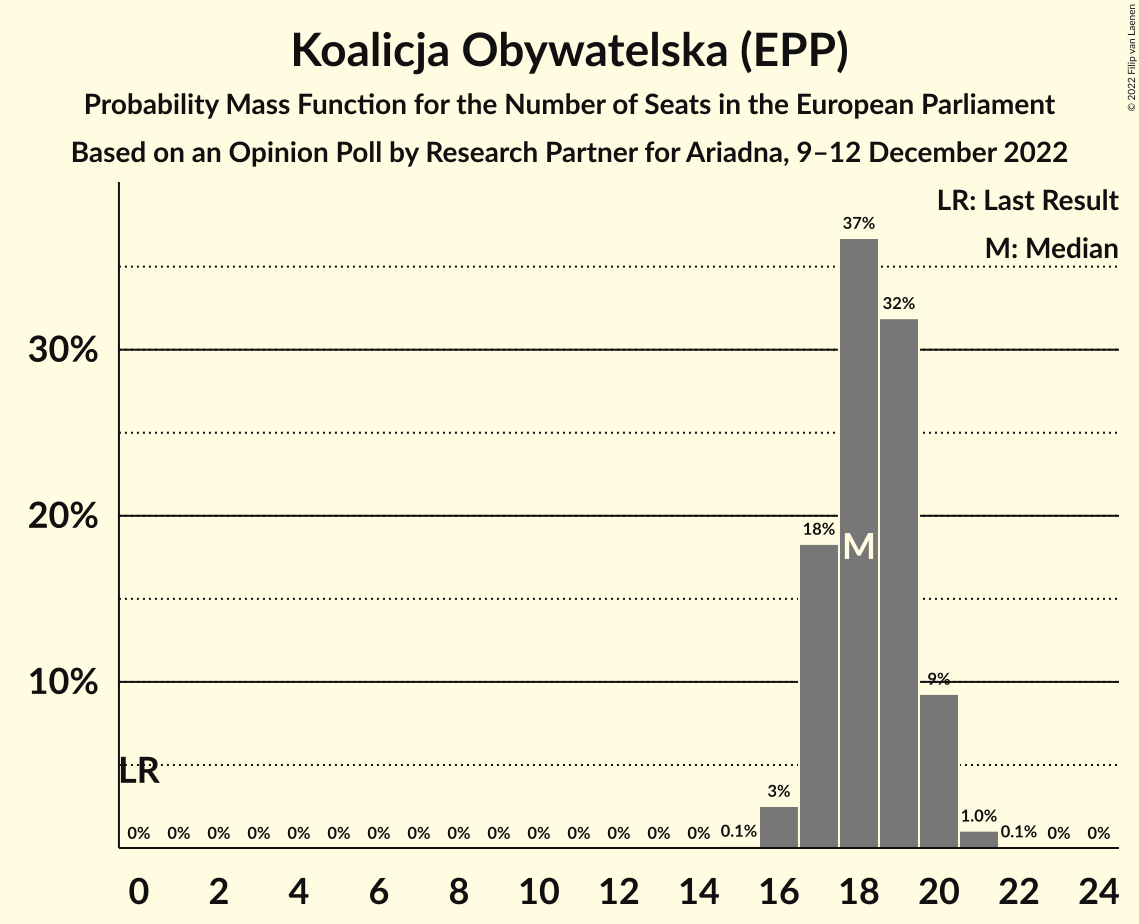 Koalicja Obywatelska (EPP)
Probability Mass Function for the Number of Seats in the European Parliament
Based on an Opinion Poll by Research Partner for Ariadna, 9–12 December 2022
© 2022 Filip van Laenen
LR: Last Result
M: Median
37%
32%
30%
20%
18%
M
10%
9%
LR
3%
1.0%
0% 0% 0% 0% 0% 0% 0% 0% 0% 0% 0% 0% 0% 0% 0% 0.1% 0.1% 0% 0%
0 2 4 6 8 10 12 14 16 18 20 22 24